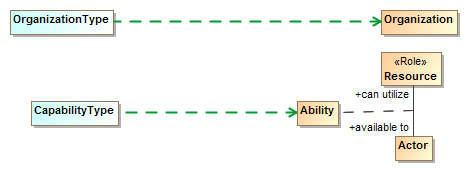 OrganizationType
Organization
«Role»
Resource
+can utilize
CapabilityType
Ability
+available to
Actor